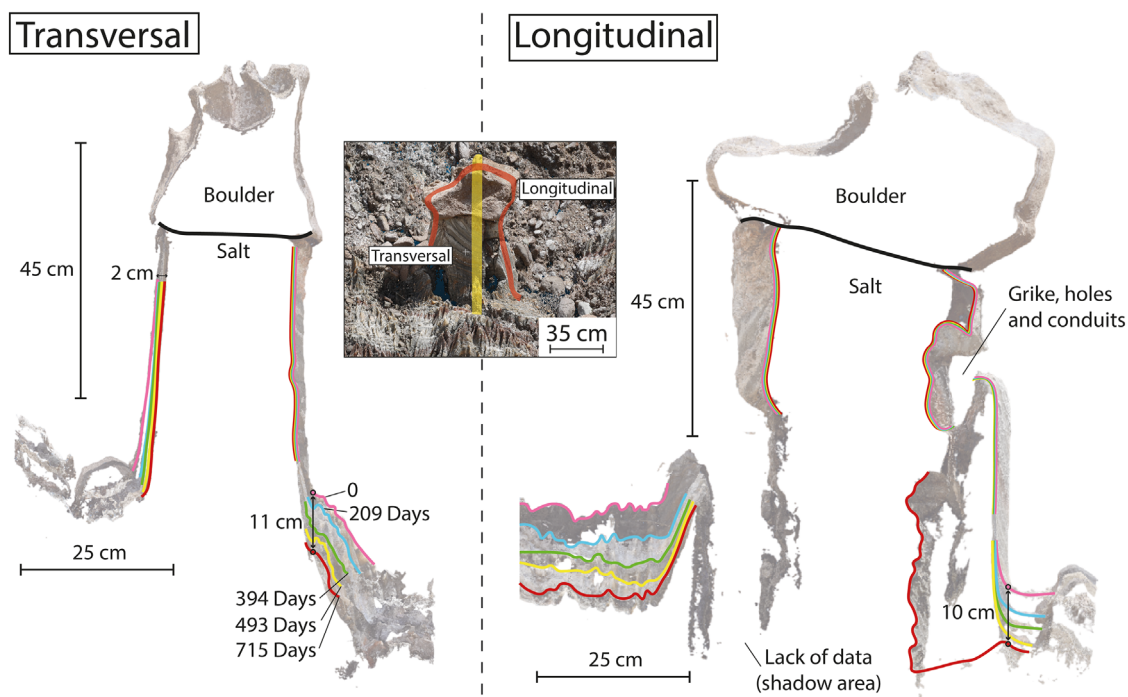 Transversal
Longitudinal
Boulder
Salt
45 cm
2 cm
25 cm
11 cm
0
209 Days
394 Days
493 Days
715 Days
Longitudinal
Transversal
35 cm
Boulder
Salt
45 cm
Grike, holes
and conduits
10 cm
25 cm
Lack of data
(shadow area)